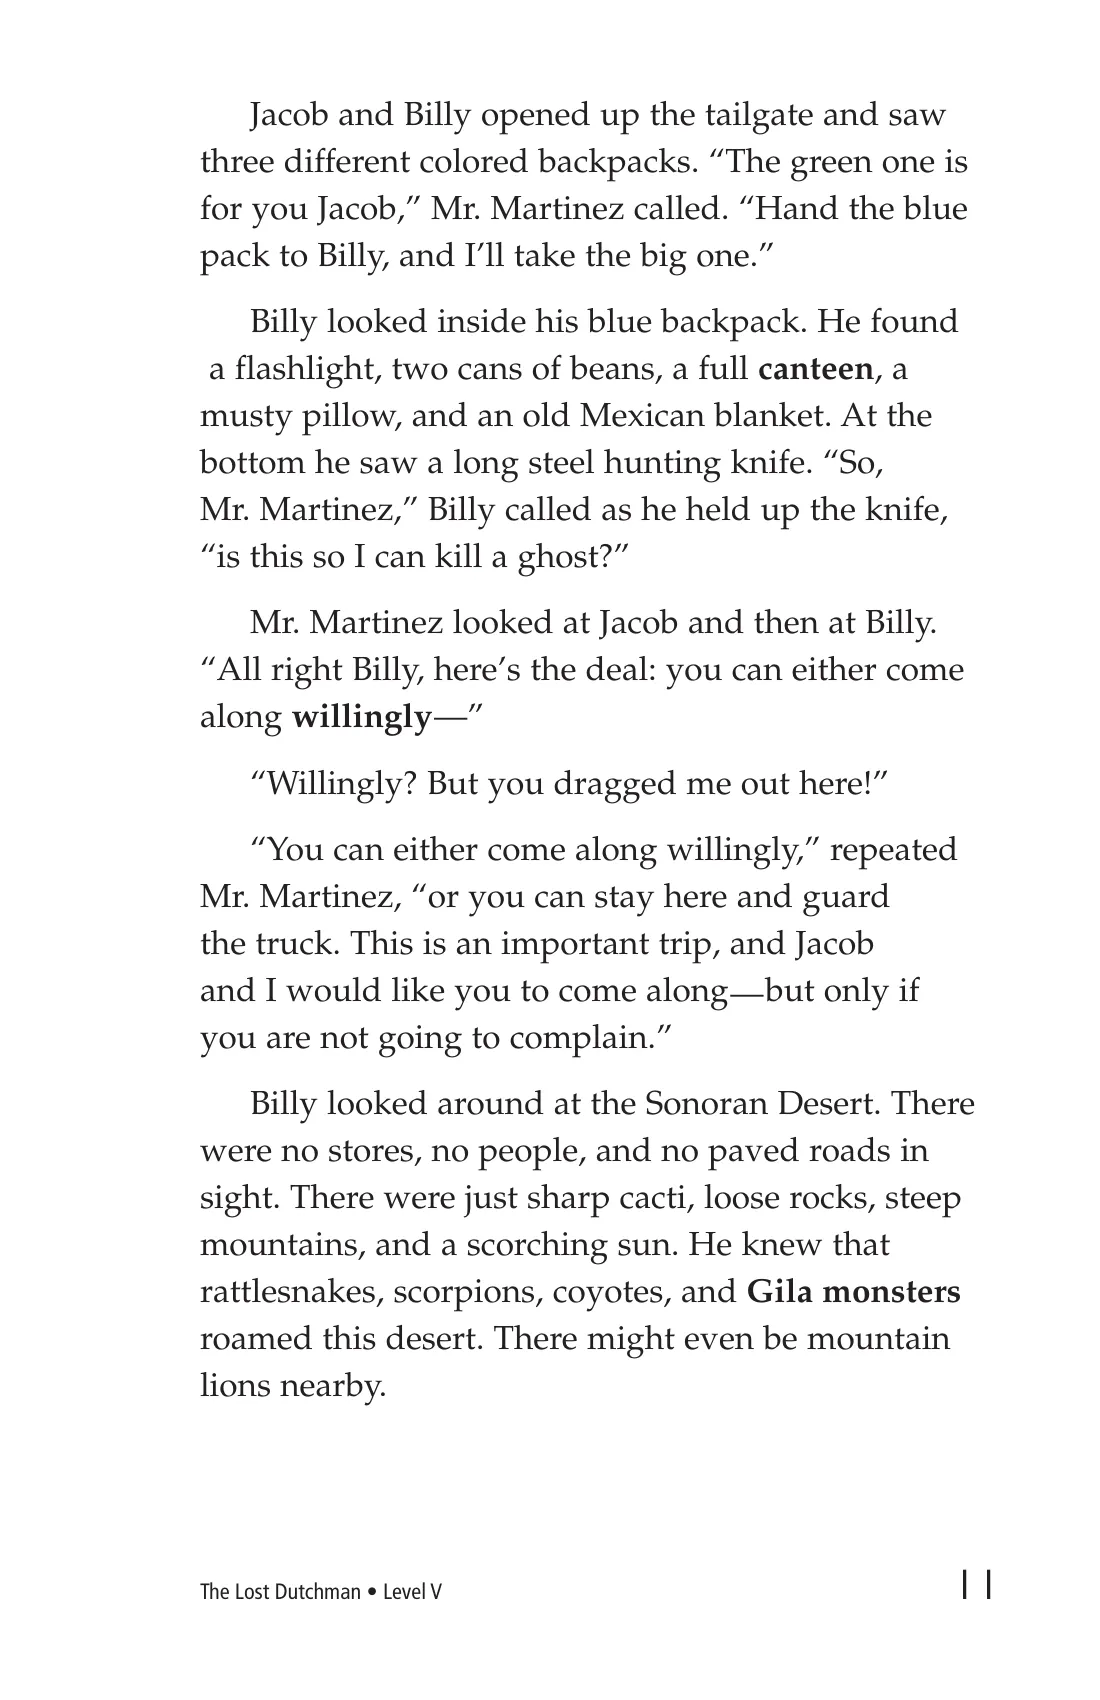 Jacob and Billy opened up the tailgate and saw
three different colored backpacks. “The green one is
for you Jacob,” Mr. Martinez called. “Hand the blue
pack to Billy, and I’ll take the big one.”
Billy looked inside his blue backpack. He found
a flashlight, two cans of beans, a full canteen, a
musty pillow, and an old Mexican blanket. At the
bottom he saw a long steel hunting knife. “So,
Mr. Martinez,” Billy called as he held up the knife,
“is this so I can kill a ghost?”
Mr. Martinez looked at Jacob and then at Billy.
“All right Billy, here’s the deal: you can either come
along willingly—”
“Willingly? But you dragged me out here!”
“You can either come along willingly,” repeated
Mr. Martinez, “or you can stay here and guard
the truck. This is an important trip, and Jacob
and I would like you to come along—but only if
you are not going to complain.”
Billy looked around at the Sonoran Desert. There
were no stores, no people, and no paved roads in
sight. There were just sharp cacti, loose rocks, steep
mountains, and a scorching sun. He knew that
rattlesnakes, scorpions, coyotes, and Gila monsters
roamed this desert. There might even be mountain
lions nearby.
The Lost Dutchman • Level V
11